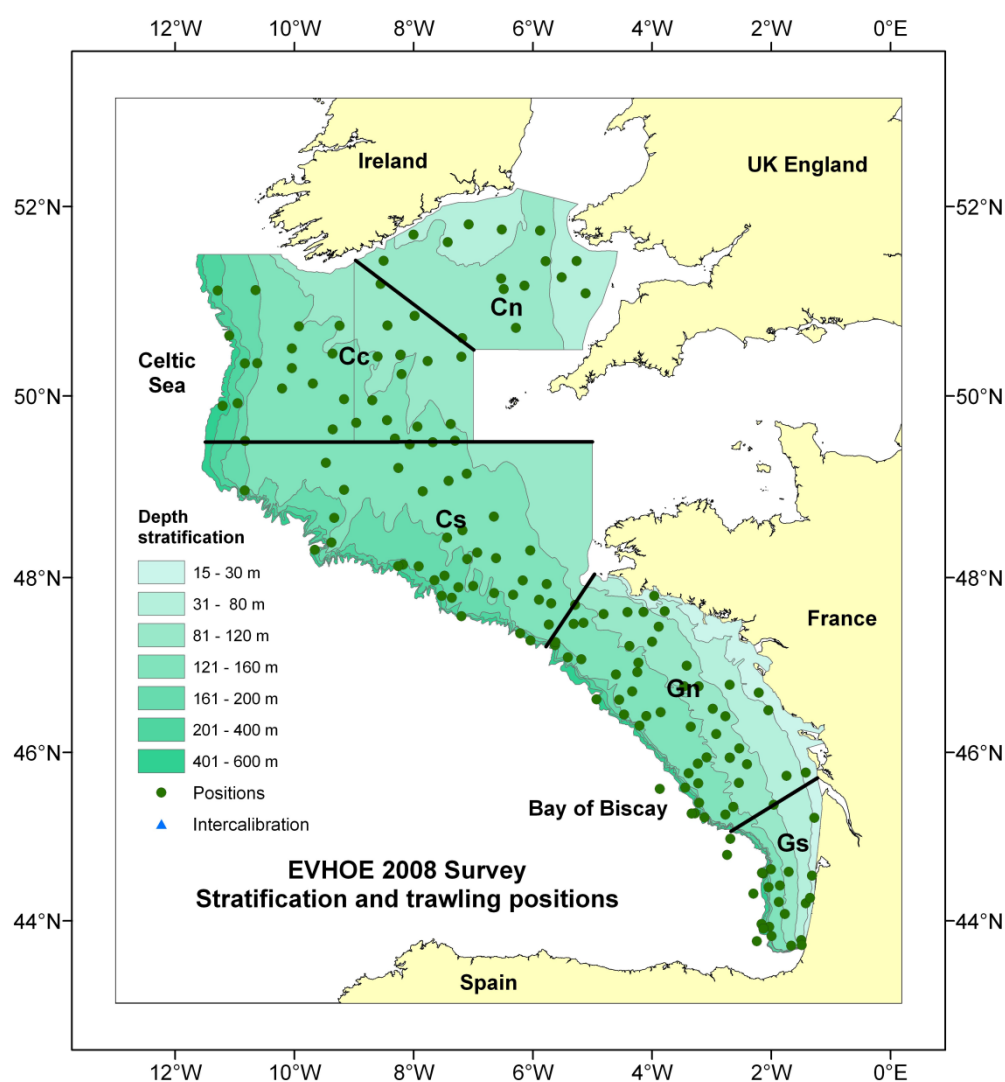 12°W 10°W 8°W 6°W 4°W 2°W 0°E
Ireland
UK England
52°N 52°N
Cn
Cc
Celtic
Sea
50°N 50°N
Cs
Depth
stratification
15 - 30 m
31 - 80 m
81 - 120 m
121 - 160 m
161 - 200 m
201 - 400 m
401 - 600 m
Positions
Intercalibration
48°N 48°N
France
Gn
46°N 46°N
Bay of Biscay
Gs
EVHOE 2008 Survey
Stratification and trawling positions
44°N 44°N
Spain
12°W 10°W 8°W 6°W 4°W 2°W 0°E